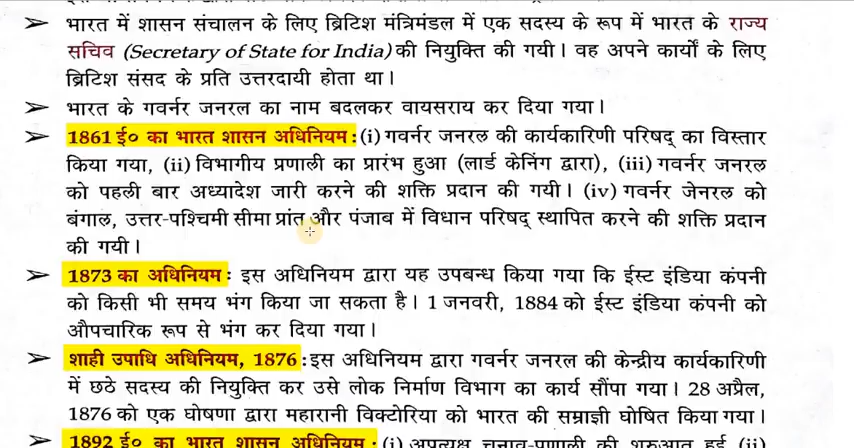 ➢ भारत में शासन संचालन के लिए ब्रिटिश मंत्रिमंडल में एक सदस्य के रूप में भारत के राज्य
सचिव (Secretary of State for India) की नियुक्ति की गयी। वह अपने कार्यों के लिए
ब्रिटिश संसद के प्रति उत्तरदायी होता था।
➢ भारत के गवर्नर जनरल का नाम बदलकर वायसराय कर दिया गया।
➢ 1861 ई० का भारत शासन अधिनियम : (i) गवर्नर जनरल की कार्यकारिणी परिषद् का विस्तार
किया गया, (ii) विभागीय प्रणाली का प्रारंभ हुआ (लार्ड केनिंग द्वारा), (iii) गवर्नर जनरल
को पहली बार अध्यादेश जारी करने की शक्ति प्रदान की गयी। (iv) गवर्नर जेनरल को
बंगाल, उत्तर-पश्चिमी सीमा प्रांत और पंजाब में विधान परिषद् स्थापित करने की शक्ति प्रदान
की गयी।
➢ 1873 का अधिनियम : इस अधिनियम द्वारा यह उपबन्ध किया गया कि ईस्ट इंडिया कंपनी
को किसी भी समय भंग किया जा सकता है। 1 जनवरी, 1884 को ईस्ट इंडिया कंपनी को
औपचारिक रूप से भंग कर दिया गया।
➢ शाही उपाधि अधिनियम, 1876 : इस अधिनियम द्वारा गवर्नर जनरल की केन्द्रीय कार्यकारिणी
में छठे सदस्य की नियुक्ति कर उसे लोक निर्माण विभाग का कार्य सौंपा गया। 28 अप्रैल,
1876 को एक घोषणा द्वारा महारानी विक्टोरिया को भारत की सम्राज्ञी घोषित किया गया।
➢ 1892 ई० का भारत शासन अधिनियम : (i) अप्रत्यक्ष चुनाव-प्रणाली की शुरुआत हुई (ii)